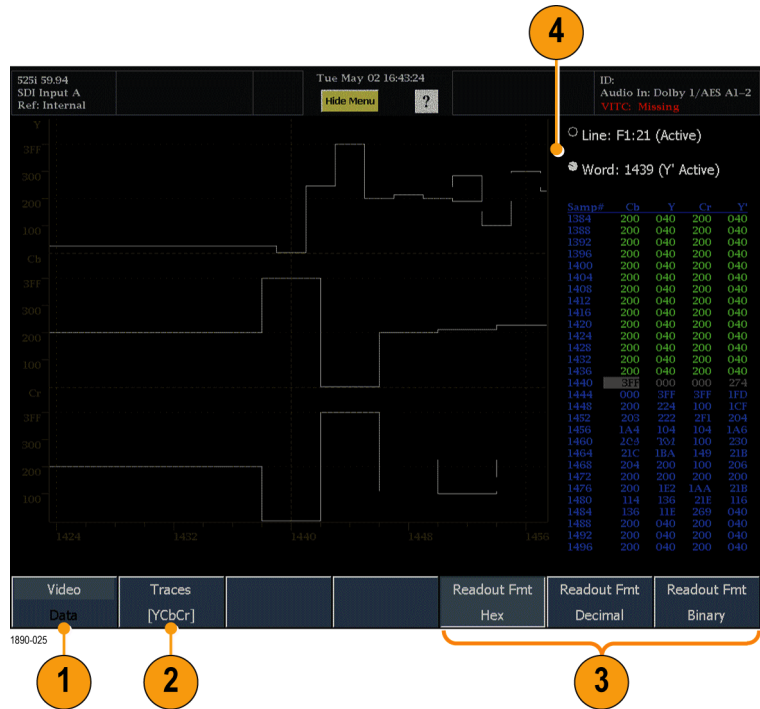 4
525i 59.94
SDI Input A
Ref: Internal
Tue May 02 16:43:24
Hide Menu
?
ID:
Audio In: Dolby 1/AES A1–2
VITC: Missing
Line: F1:21 (Active)
Word: 1439 (Y' Active)
Y
3FF
300
200
100
Cb
3FF
300
200
100
Cr
3FF
300
200
100
1424 1432 1440 1448 1456
Samp# Cb Y Cr Y'
1384 200 040 200 040
1388 200 040 200 040
1392 200 040 200 040
1396 200 040 200 040
1400 200 040 200 040
1404 200 040 200 040
1408 200 040 200 040
1412 200 040 200 040
1416 200 040 200 040
1420 200 040 200 040
1424 200 040 200 040
1428 200 040 200 040
1432 200 040 200 040
1436 200 040 200 040
1440 3FF 000 000 274
1444 000 3FF 3FF 1FD
1448 200 224 100 1CF
1452 203 222 2F1 204
1456 1A4 104 104 1A6
1460 100 230
1464 21C 1BA 149 21B
1468 204 200 100 206
1472 200 200 200 200
1476 200 1E2 1AA 21B
1480 114 136 21E 116
1484 136 11E 269 040
1488 200 040 200 040
1492 200 040 200 040
1496 200 040 200 040
Video
Data
Traces
[YCbCr]
Readout Fmt
Hex
Readout Fmt
Decimal
Readout Fmt
Binary
1890-025
1
2
3